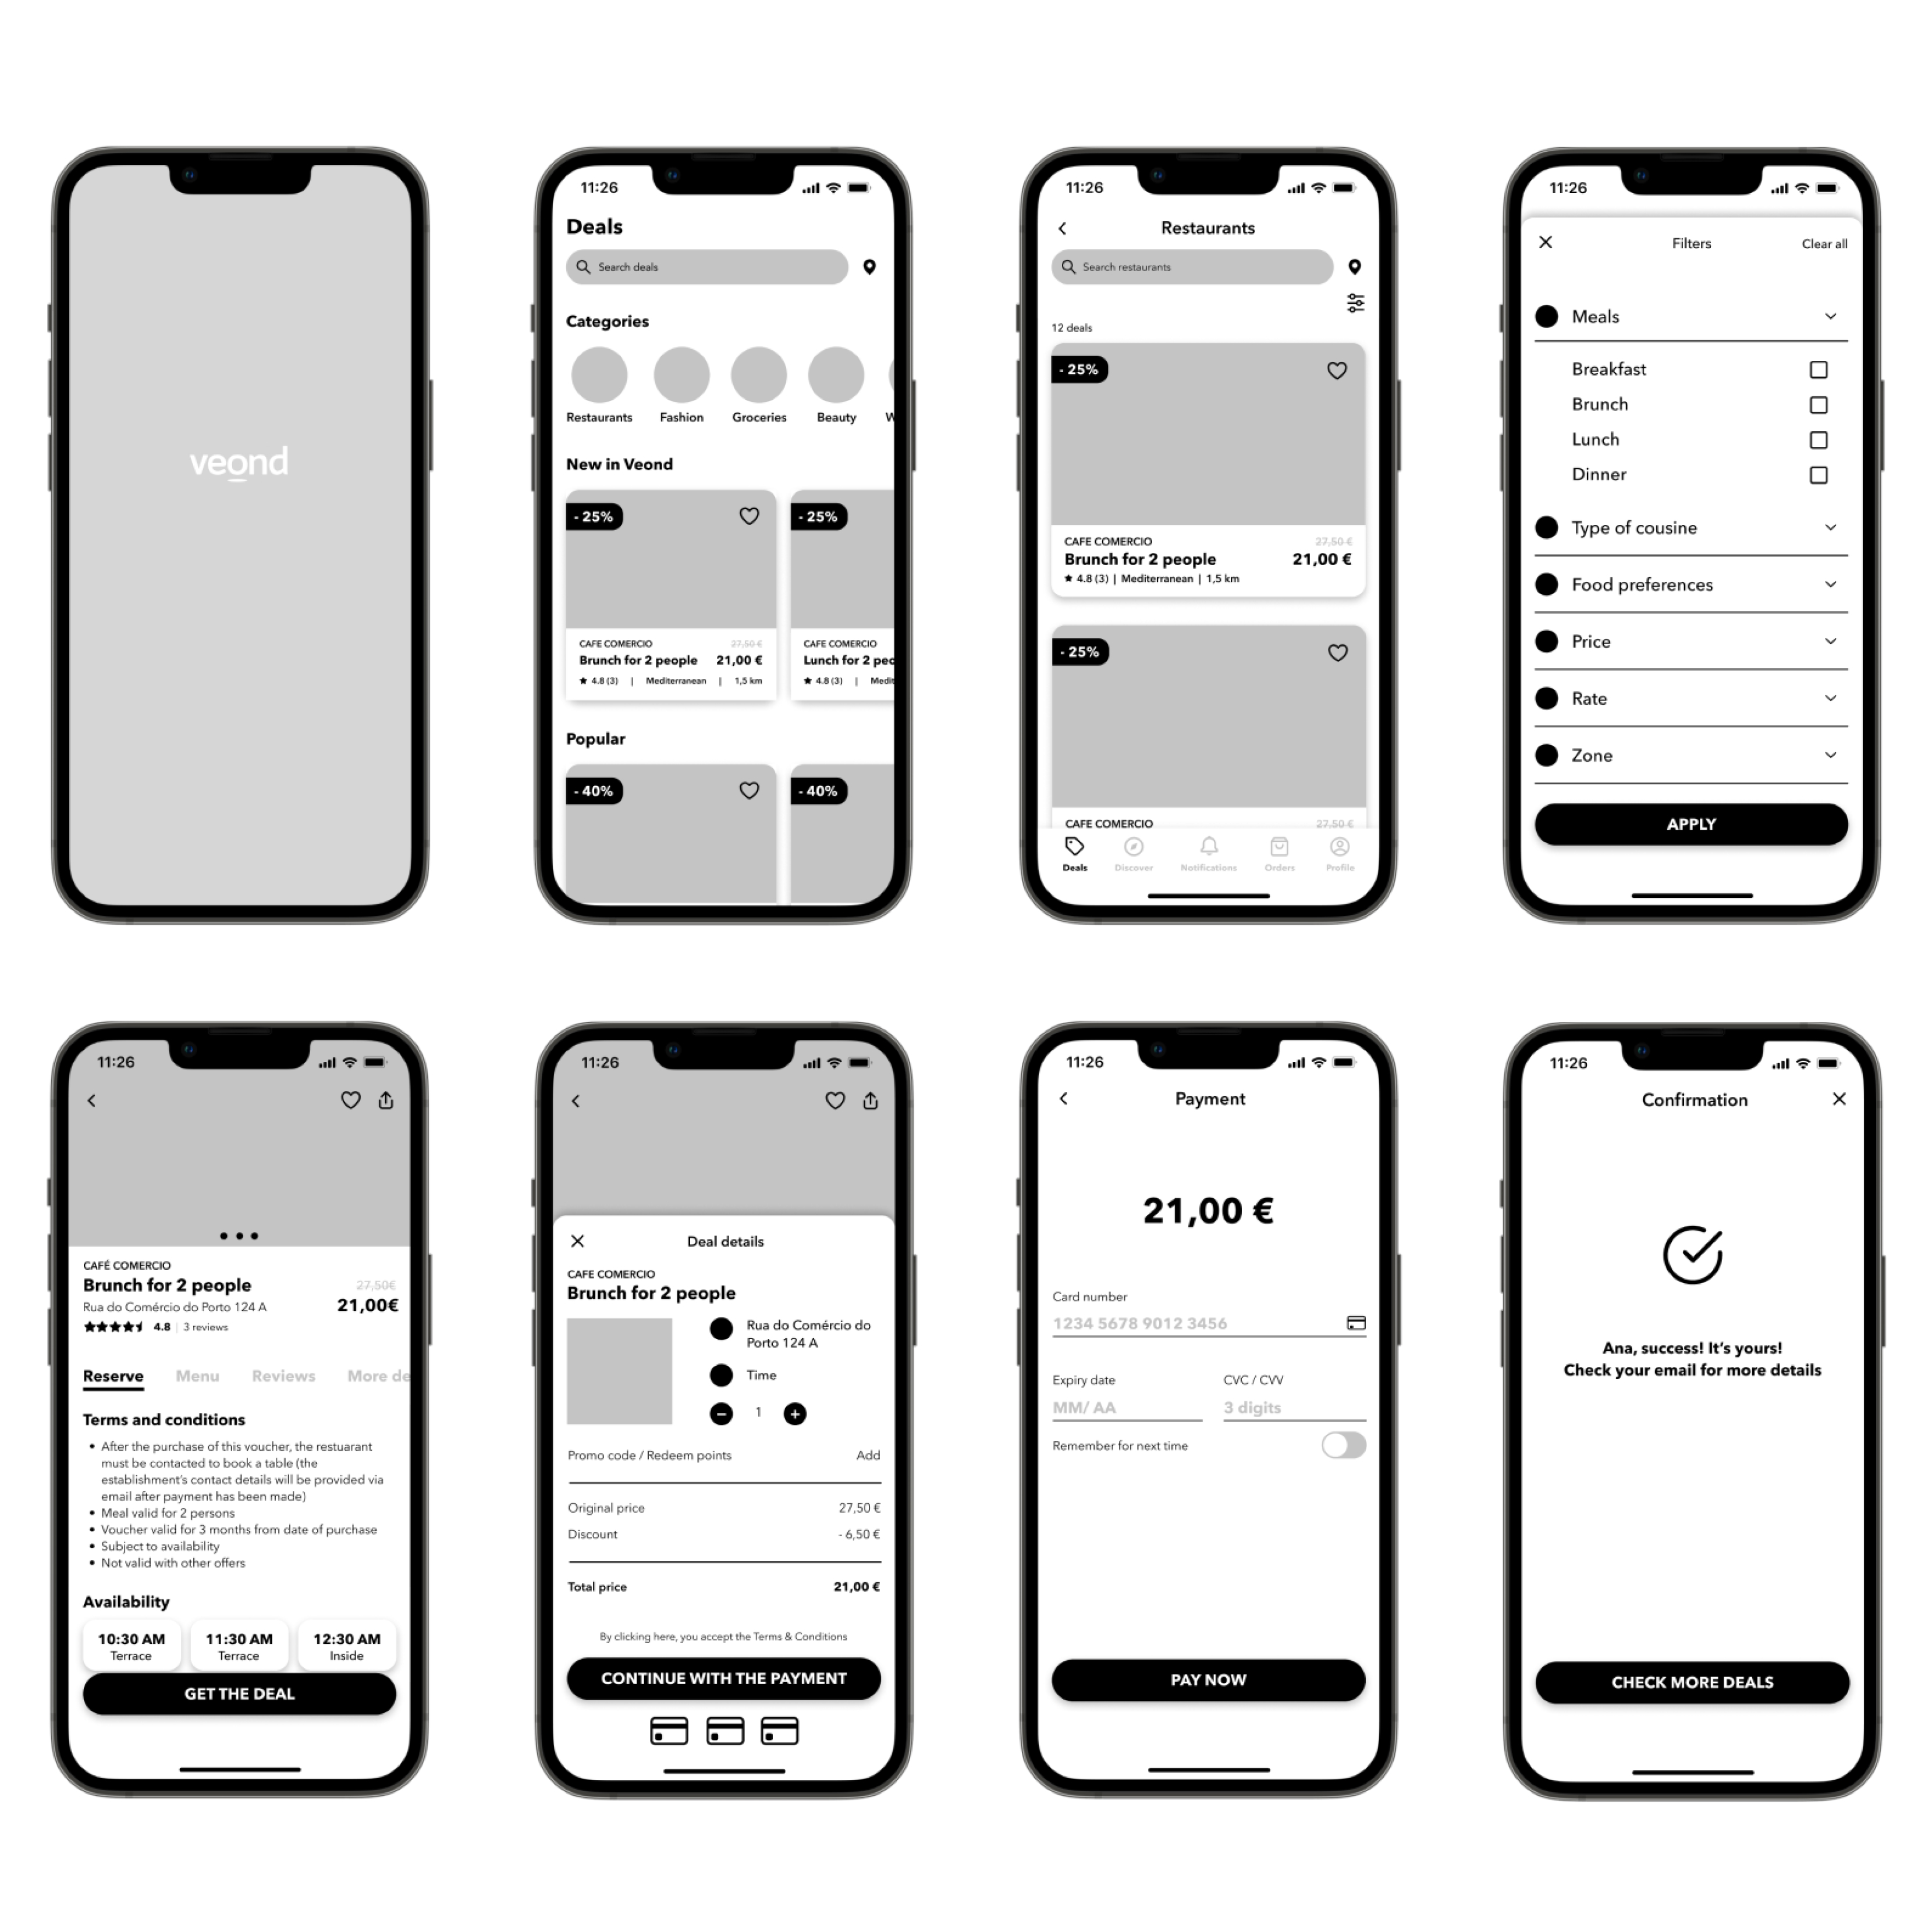 veond
11:26
Deals
Search deals
Categories
Restaurants Fashion Groceries Beauty W
New in Veond
- 25% - 25%
CAFE COMERCIO 27,50 € CAFE COMERCIO
Brunch for 2 people 21,00 € Lunch for 2 peo
★ 4.8 (3) | Mediterranean | 1,5 km ★ 4.8 (3) | Medit
Popular
- 40% - 40%
11:26
Restaurants
Search restaurants
12 deals
- 25%
CAFE COMERCIO 27,50 €
Brunch for 2 people 21,00 €
★ 4.8 (3) | Mediterranean | 1,5 km
- 25%
CAFE COMERCIO 27,50 €
Deals Discover Notifications Orders Profile
11:26
Filters Clear all
Meals
Breakfast
Brunch
Lunch
Dinner
Type of cousine
Food preferences
Price
Rate
Zone
APPLY
11:26
CAFÉ COMERCIO
Brunch for 2 people 27,50€
Rua do Comércio do Porto 124 A 21,00€
4.8 | 3 reviews
Reserve Menu Reviews More de
Terms and conditions
• After the purchase of this voucher, the restuarant
must be contacted to book a table (the
establishment's contact details will be provided via
email after payment has been made)
• Meal valid for 2 persons
• Voucher valid for 3 months from date of purchase
• Subject to availability
• Not valid with other offers
Availability
10:30 AM 11:30 AM 12:30 AM
Terrace Terrace Inside
GET THE DEAL
11:26
Deal details
CAFE COMERCIO
Brunch for 2 people
Rua do Comércio do
Porto 124 A
Time
1
Promo code / Redeem points Add
Original price 27,50 €
Discount - 6,50 €
Total price 21,00 €
By clicking here, you accept the Terms & Conditions
CONTINUE WITH THE PAYMENT
11:26
Payment
21,00 €
Card number
1234 5678 9012 3456
Expiry date CVC / CVV
MM/ AA 3 digits
Remember for next time
PAY NOW
11:26
Confirmation
Ana, success! It's yours!
Check your email for more details
CHECK MORE DEALS